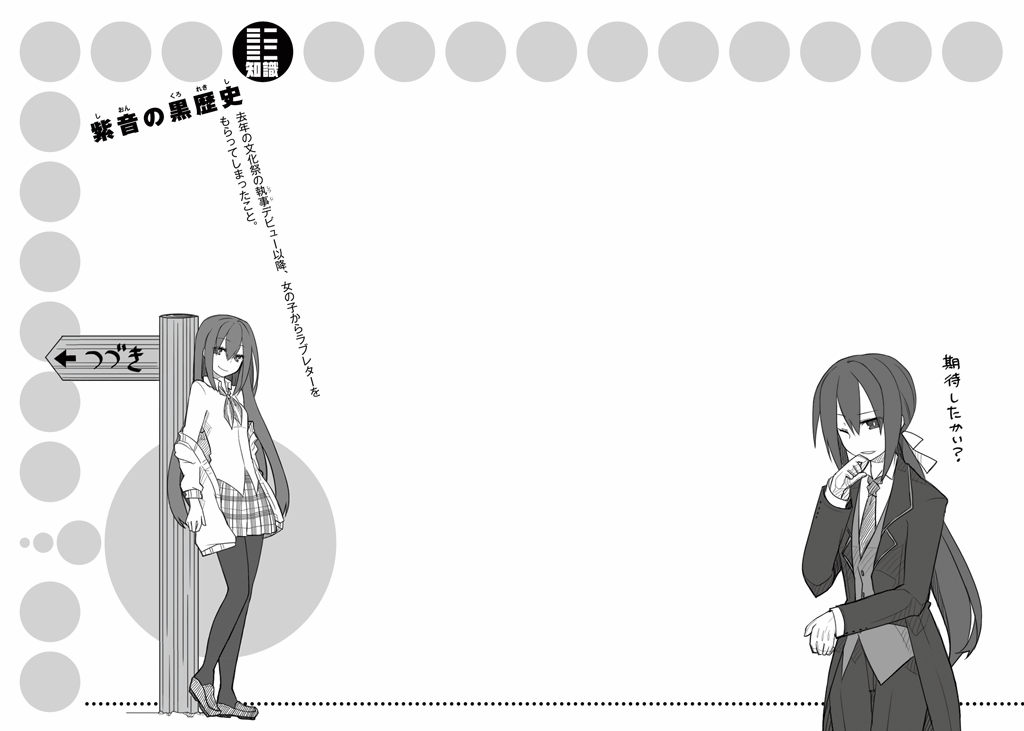 知識
紫音の黒歴史
去年の文化祭の執事デビュー以降、女の子からラブレターを
もらってしまったこと。
つづき
期待したかい?